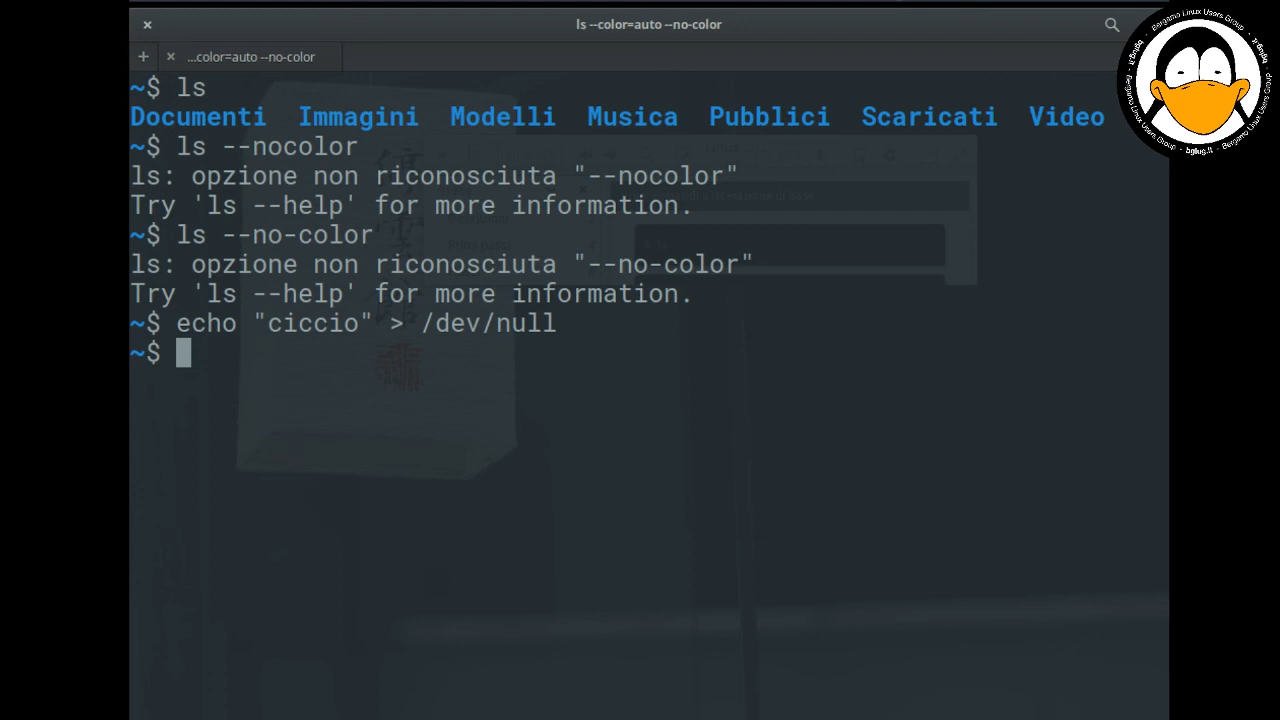 ls --color=auto --no-color
...color=auto --no-color
~$ ls
Documenti Immagini Modelli Musica Pubblici Scaricati Video
~$ ls --nocolor
ls: opzione non riconosciuta "--nocolor"
Try 'ls --help' for more information.
~$ ls --no-color
ls: opzione non riconosciuta "--no-color"
Try 'ls --help' for more information.
~$ echo "ciccio" > /dev/null
~$
Bergamo Linux Users Group
bglug.it